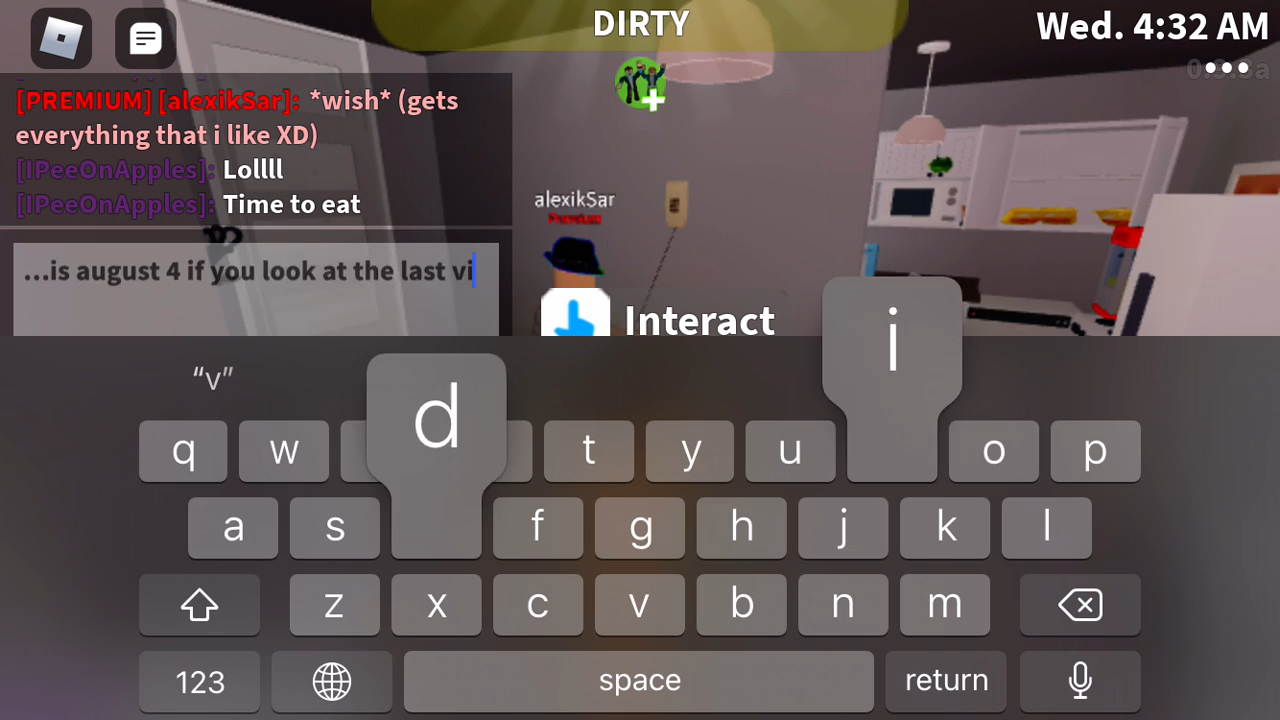 DIRTY
Wed. 4:32 AM
[PREMIUM] [alexikSar]: *wish* (gets
everything that i like XD)
[IPeeOnApples]: Lollll
[IPeeOnApples]: Time to eat
alexikSar
Premium
...is august 4 if you look at the last vi
Interact
“v”
d
i
q w t y u o p
a s f g h j k l
z x c v b n m
123 space return